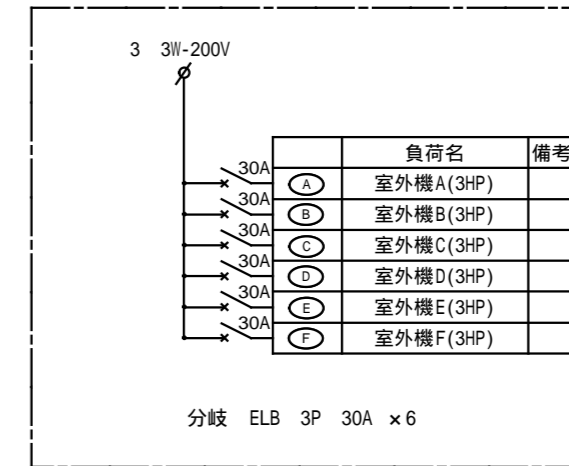 3 3W-200V
負荷名 備考
30A A 室外機A(3HP)
30A B 室外機B(3HP)
30A C 室外機C(3HP)
30A D 室外機D(3HP)
30A E 室外機E(3HP)
30A F 室外機F(3HP)
分岐 ELB 3P 30A ×6